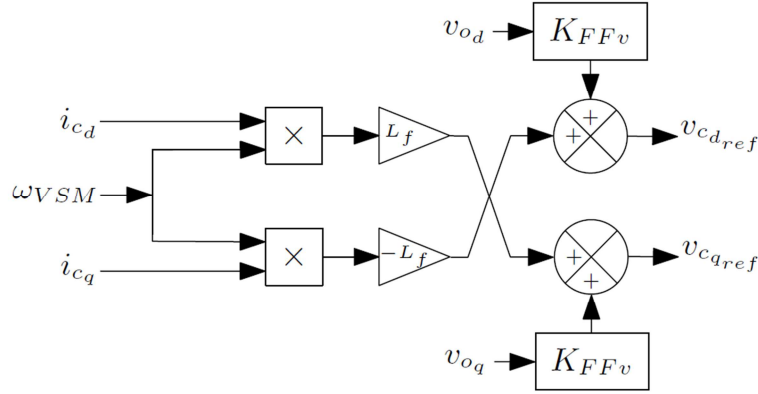 v_{o_d} K_{FFv}
+
i_{c_d} × L_f + v_{c_{d_{ref}}}
ω_{VSM}
i_{c_q} × −L_f + v_{c_{q_{ref}}}
+
v_{o_q} K_{FFv}